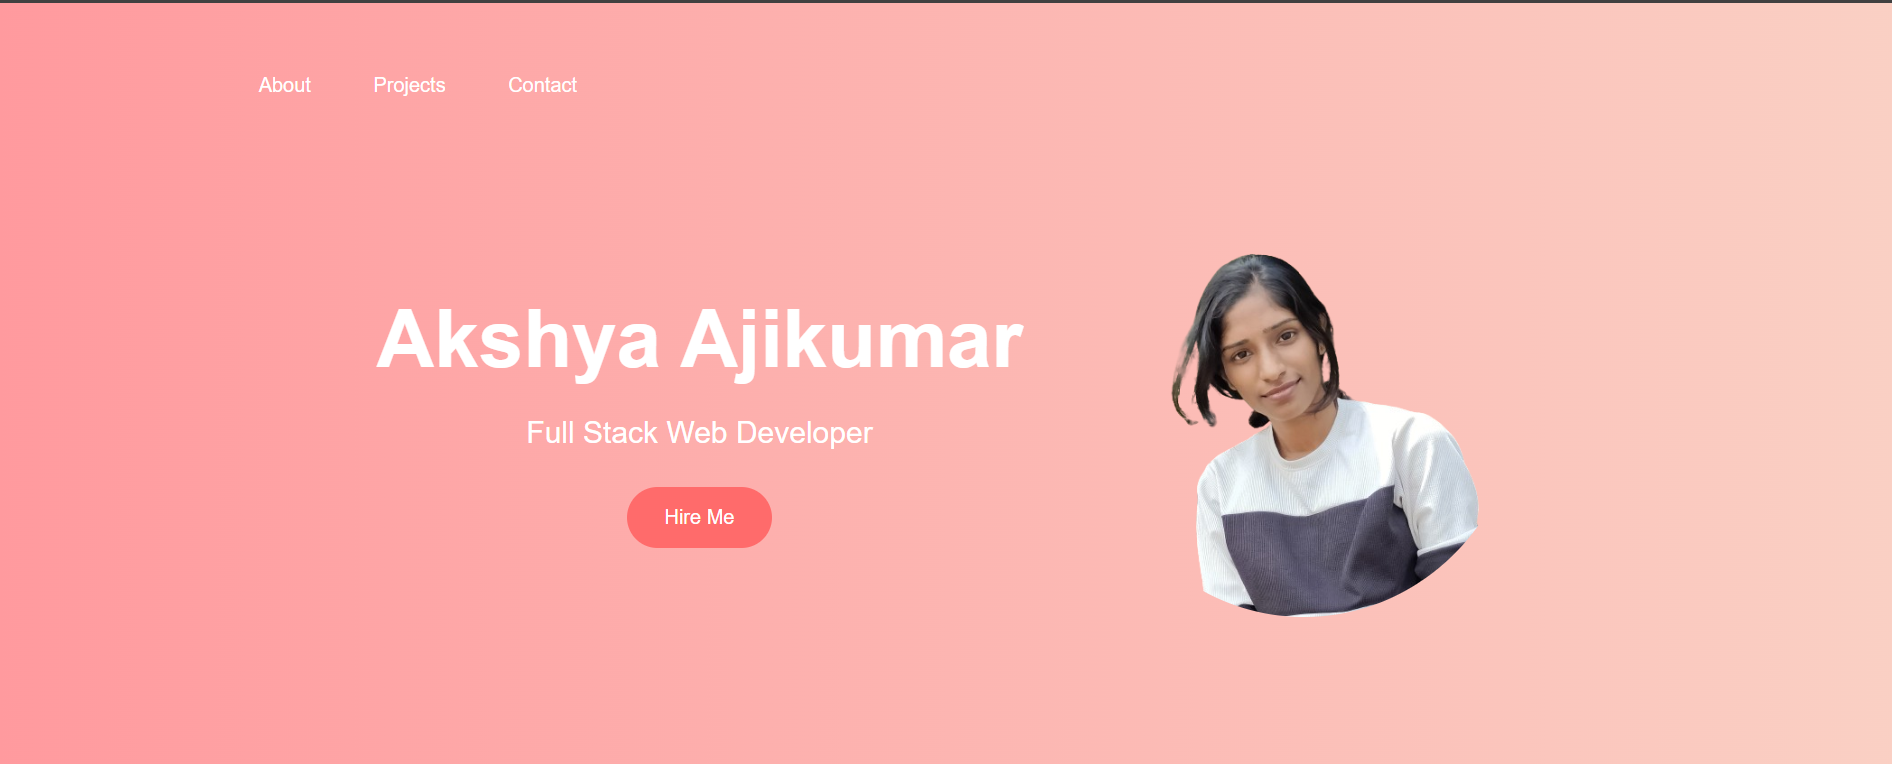 About Projects Contact
Akshya Ajikumar
Full Stack Web Developer
Hire Me